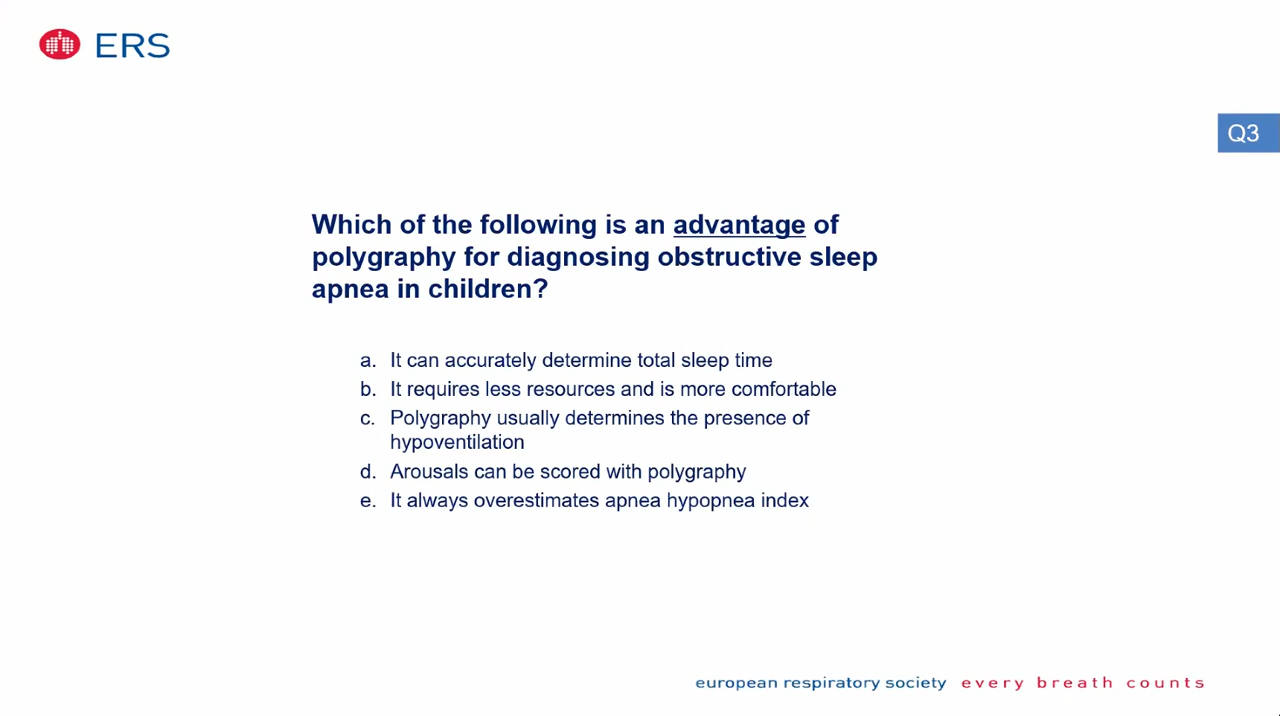 ERS
Q3
Which of the following is an advantage of
polygraphy for diagnosing obstructive sleep
apnea in children?
a. It can accurately determine total sleep time
b. It requires less resources and is more comfortable
c. Polygraphy usually determines the presence of
hypoventilation
d. Arousals can be scored with polygraphy
e. It always overestimates apnea hypopnea index
european respiratory society every breath counts